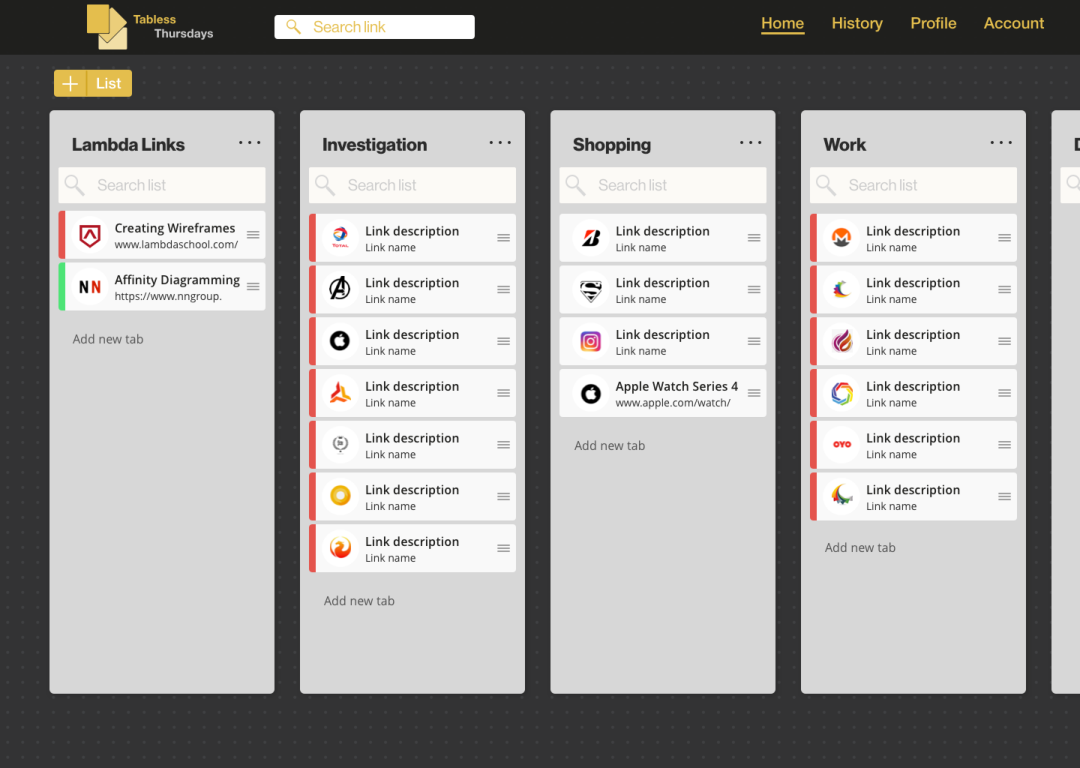 Tabless
Thursdays
Search link
Home
History
Profile
Account
List
Lambda Links
Search list
Creating Wireframes
www.lambdaschool.com/
NN
Affinity Diagramming
https://www.nngroup.
Add new tab
Investigation
Search list
TOTAL
Link description
Link name
Link description
Link name
Link description
Link name
Link description
Link name
Link description
Link name
Link description
Link name
Link description
Link name
Add new tab
Shopping
Search list
Link description
Link name
Link description
Link name
Link description
Link name
Apple Watch Series 4
www.apple.com/watch/
Add new tab
Work
Search list
Link description
Link name
Link description
Link name
Link description
Link name
Link description
Link name
OYO
Link description
Link name
Link description
Link name
Add new tab